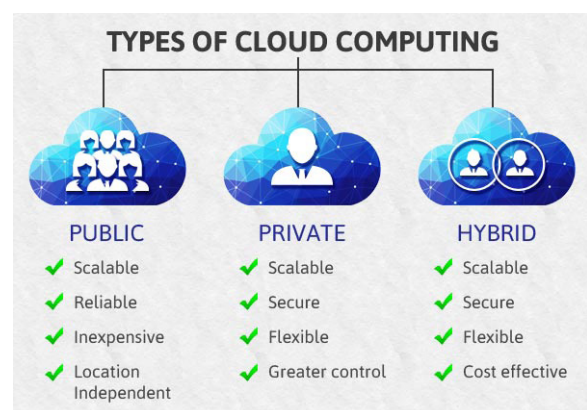 TYPES OF CLOUD COMPUTING
PUBLIC
Scalable
Reliable
Inexpensive
Location
Independent
PRIVATE
Scalable
Secure
Flexible
Greater control
HYBRID
Scalable
Secure
Flexible
Cost effective